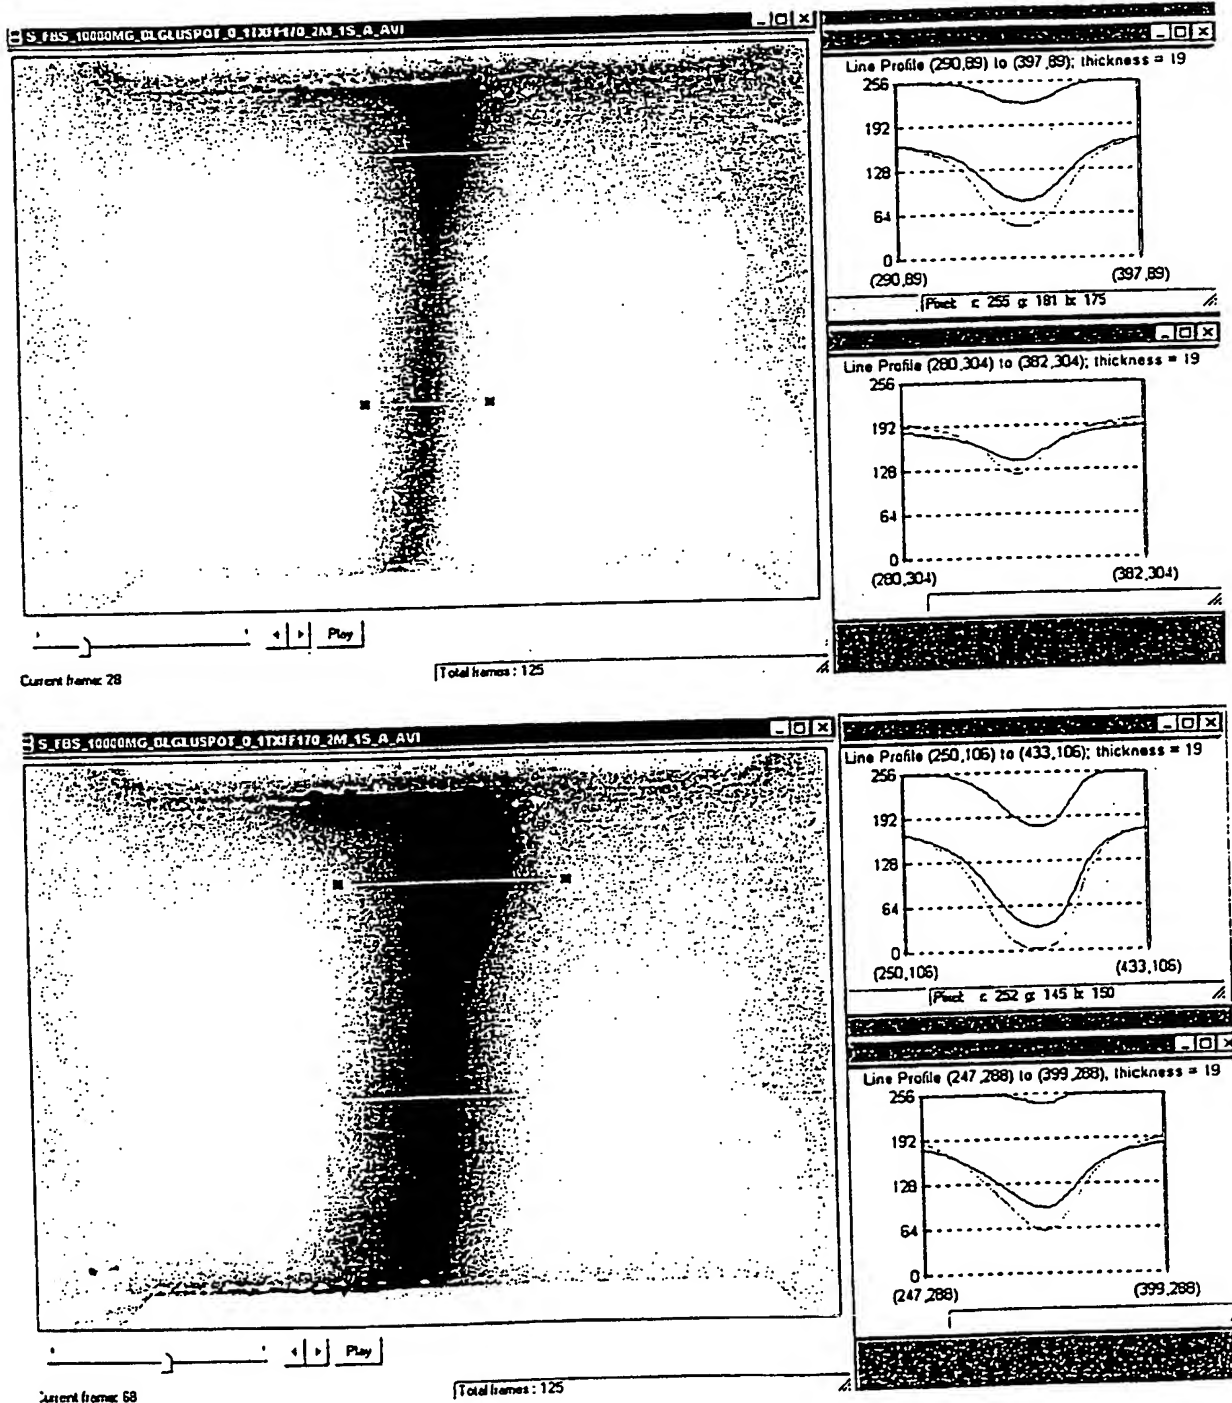 Line Profile (290,89) to (397,89); thickness = 19
256
192
128
64
0
(290,89)
(397,89)
Pixel: r: 255 g: 181 b: 175
Line Profile (280,304) to (382,304); thickness = 19
256
192
128
64
0
(280,304)
(382,304)
Play
Current frame: 28
Total frames : 125
Line Profile (250,106) to (433,106); thickness = 19
256
192
128
64
0
(250,106)
(433,106)
Pixel: r: 252 g: 145 b: 150
Line Profile (247,288) to (399,288), thickness = 19
256
192
128
64
0
(247,288)
(399,288)
Play
Current frame: 68
Total frames : 125